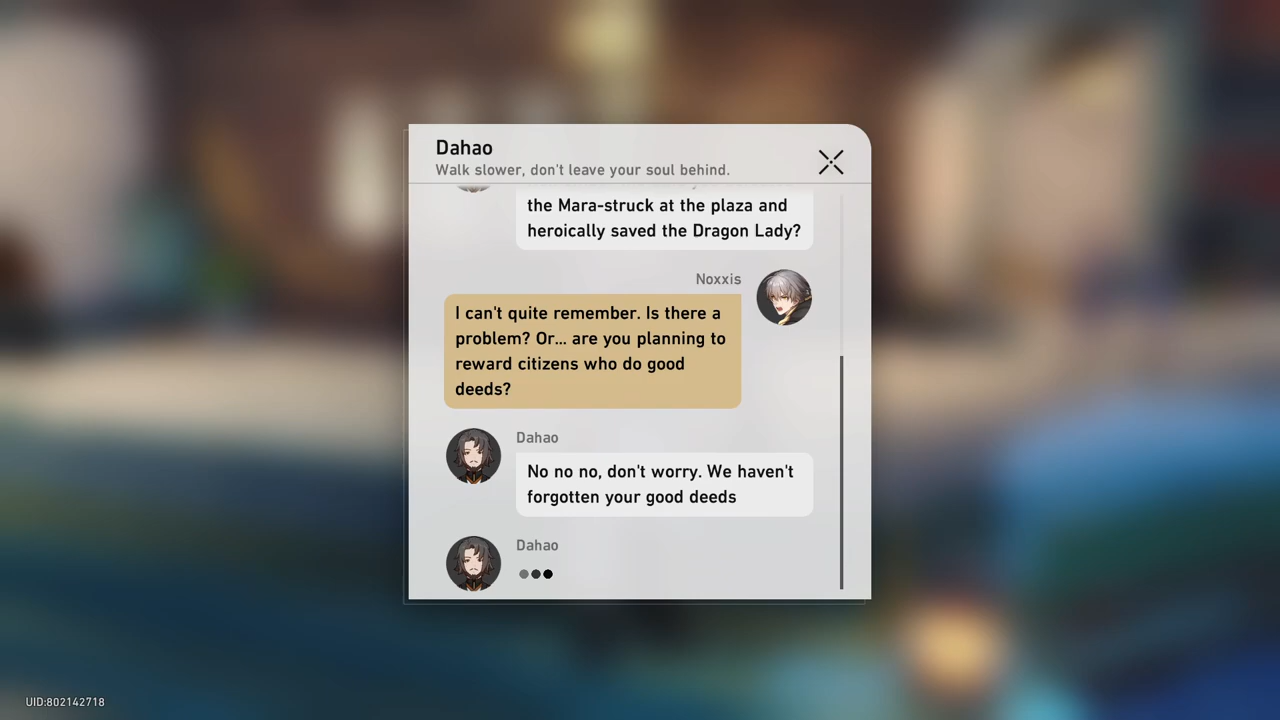 Dahao
Walk slower, don't leave your soul behind.
the Mara-struck at the plaza and
heroically saved the Dragon Lady?
Noxxis
I can't quite remember. Is there a
problem? Or... are you planning to
reward citizens who do good
deeds?
Dahao
No no no, don't worry. We haven't
forgotten your good deeds
Dahao
UID:802142718